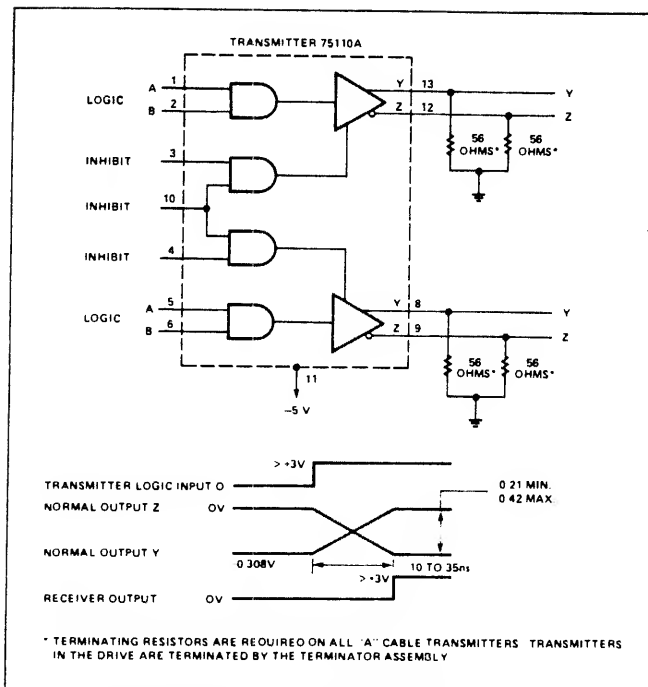 TRANSMITTER 75110A
LOGIC
A 1
B 2
Y 13 Y
Z 12 Z
56 OHMS*
56 OHMS*
INHIBIT 3
INHIBIT 10
INHIBIT 4
LOGIC
A 5
B 6
Y 8 Y
Z 9 Z
56 OHMS*
56 OHMS*
11
-5 V
> +3V
TRANSMITTER LOGIC INPUT O
NORMAL OUTPUT Z 0V
0.21 MIN.
0.42 MAX.
NORMAL OUTPUT Y 0 308V
10 TO 35ns
> +3V
RECEIVER OUTPUT 0V
* TERMINATING RESISTORS ARE REQUIRED ON ALL "A" CABLE TRANSMITTERS TRANSMITTERS
IN THE DRIVE ARE TERMINATED BY THE TERMINATOR ASSEMBLY